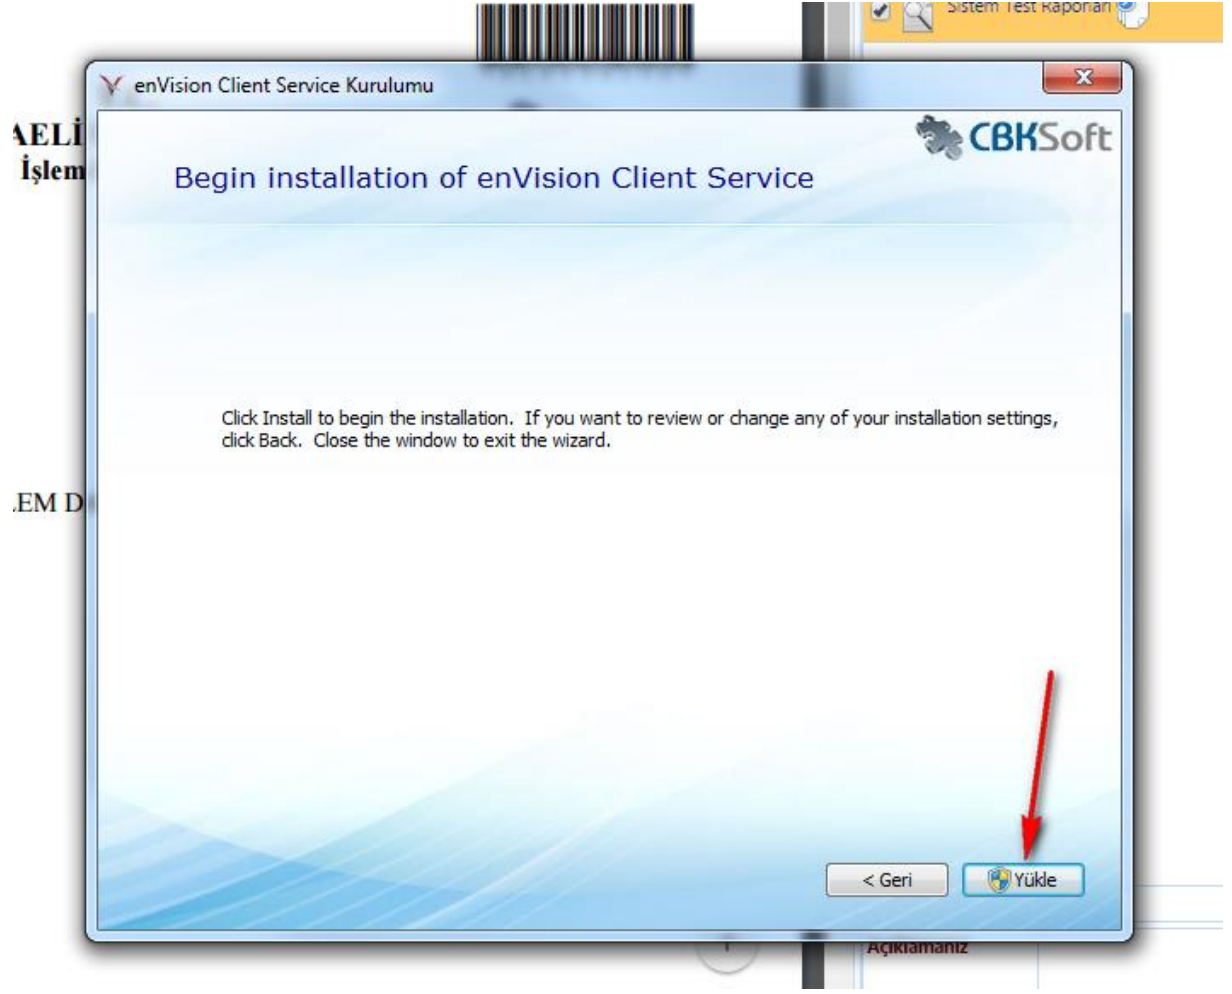 Sistem Test Raporları
enVision Client Service Kurulumu
AELİ
İşlem
CBKSoft
Begin installation of enVision Client Service
Click Install to begin the installation.  If you want to review or change any of your installation settings,
click Back.  Close the window to exit the wizard.
LEM D
< Geri
Yükle
Açıklamanız